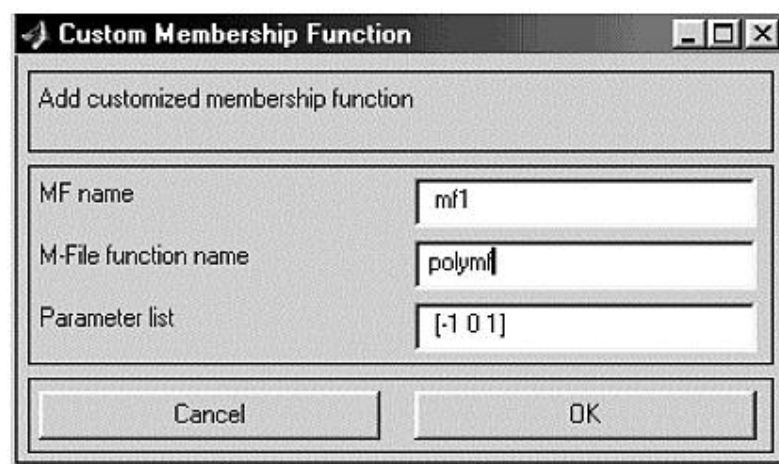 Custom Membership Function
Add customized membership function
MF name
mf1
M-File function name
polymf
Parameter list
[-1 0 1]
Cancel
OK